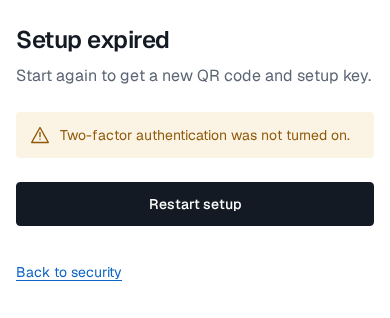 Setup expired
Start again to get a new QR code and setup key.
Two-factor authentication was not turned on.
Restart setup
Back to security